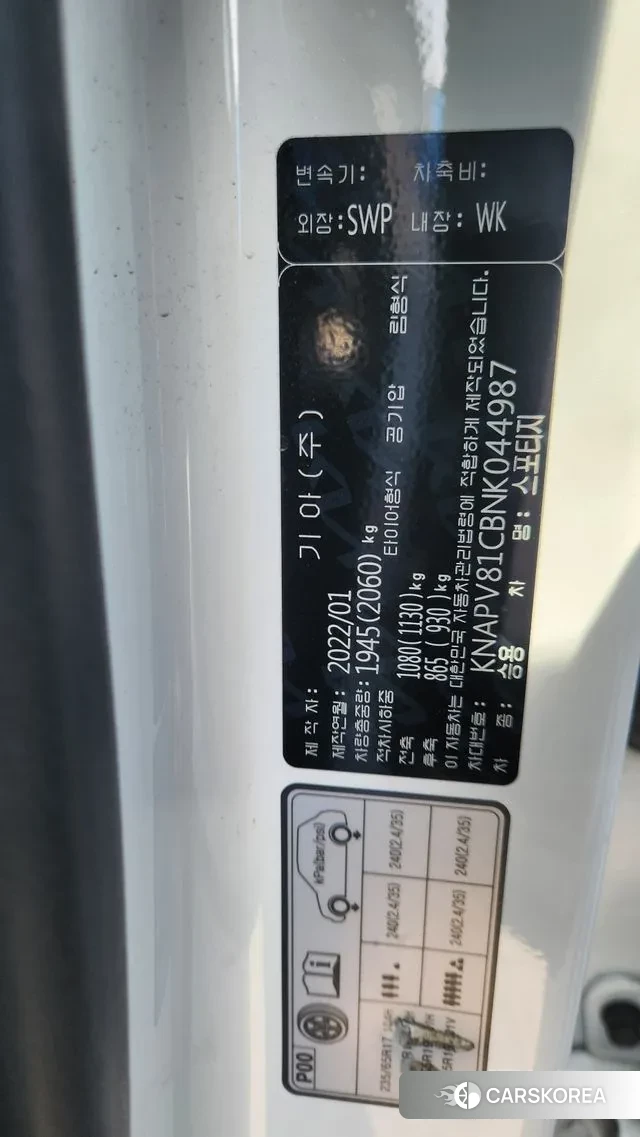 변속기: 차축비:
외장:SWP 내장: WK
제 작 자: 기 아 (주)
제작연월: 2022/01
차량총중량: 1945(2060) kg
적차시하중 타이어형식 공기압 림형식
전축 1080(1130)kg
후축 865 ( 930)kg
이 자동차는 대한민국 자동차관리법령에 적합하게 제작되었습니다.
차대번호: KNAPV81CBNK044987
차 종: 승용 차 명: 스포티지
P00 kPa(bar/psi)
235/65R17 240(2.4/35) 240(2.4/35)
240(2.4/35) 240(2.4/35)
CARSKOREA